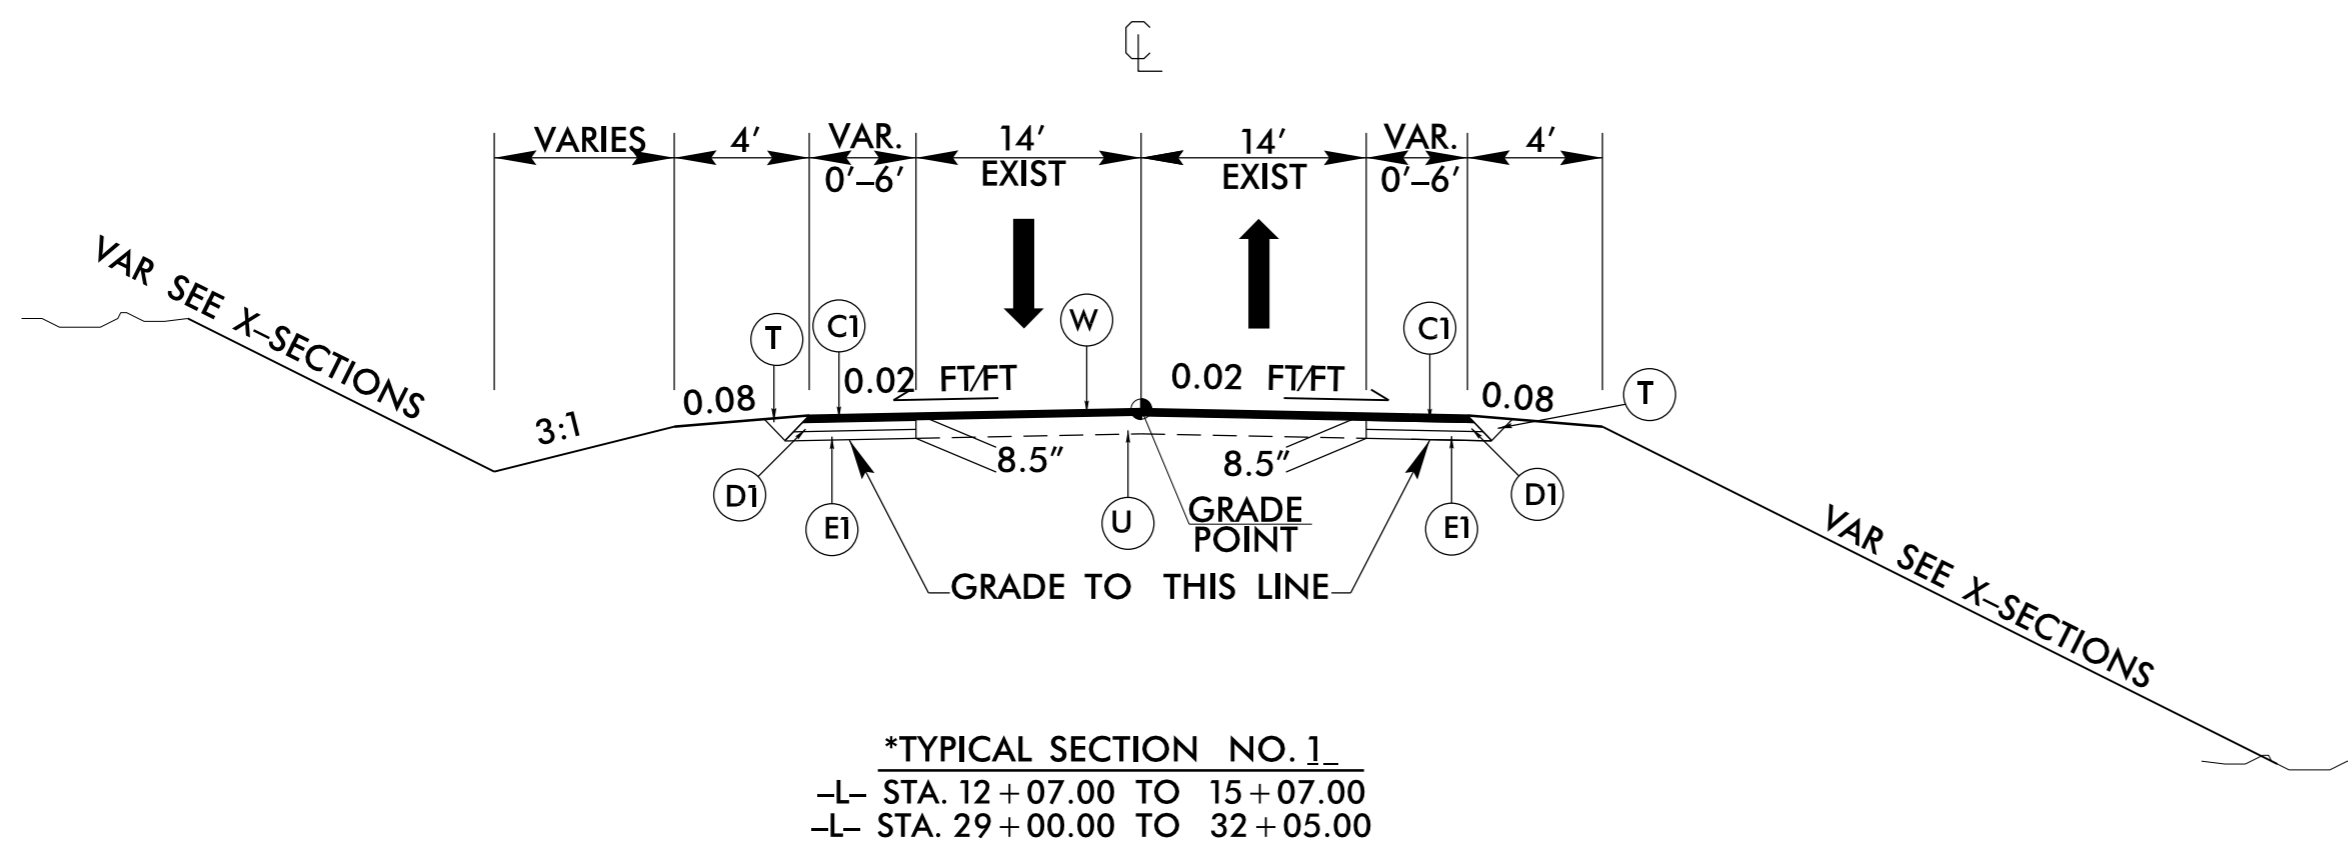 CL
VARIES 4' VAR. 14' 14' VAR. 4'
0'–6' EXIST EXIST 0'–6'
VAR SEE X–SECTIONS
T C1 W C1 T
0.08 0.02 FT/FT 0.02 FT/FT 0.08
3:1
8.5" 8.5"
D1 E1 U E1 D1
GRADE
POINT
GRADE TO THIS LINE
VAR SEE X–SECTIONS
*TYPICAL SECTION NO. 1_
–L– STA. 12+07.00 TO 15+07.00
–L– STA. 29+00.00 TO 32+05.00